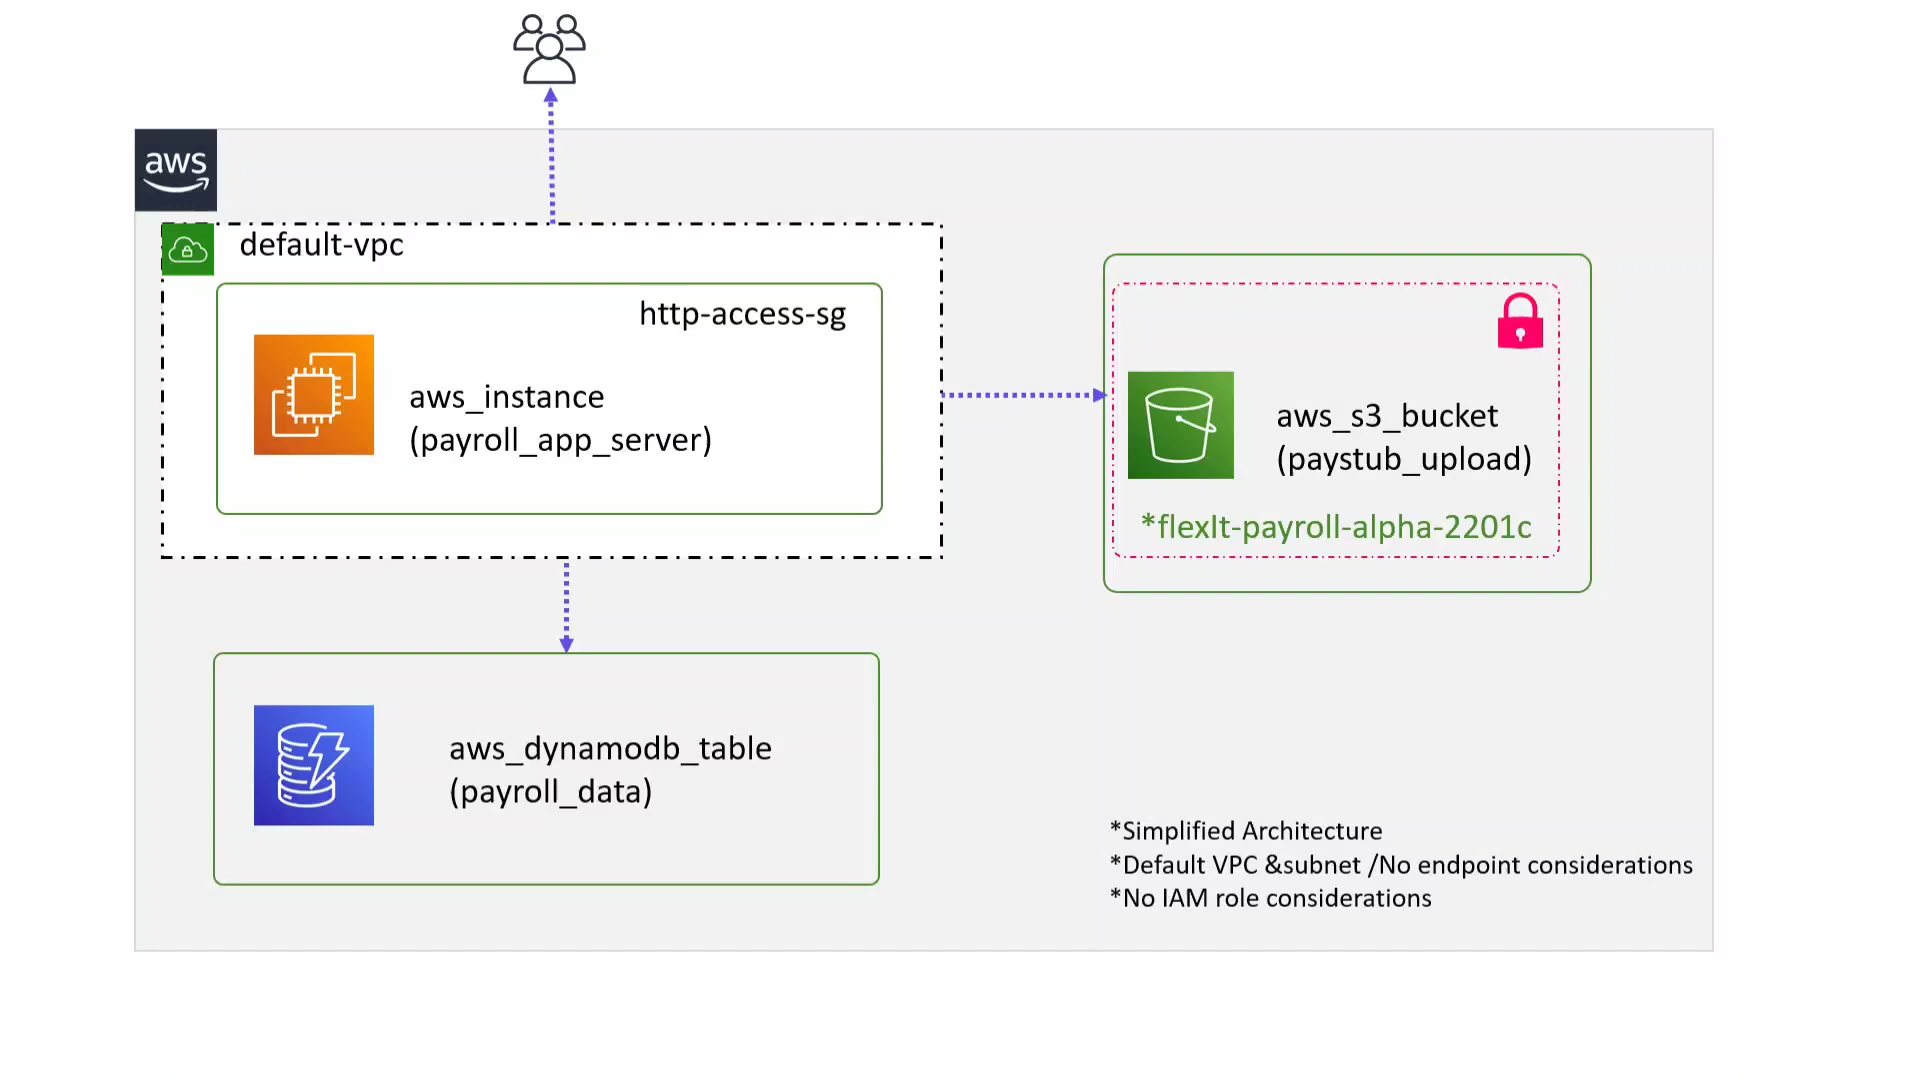 aws
default-vpc
http-access-sg
aws_instance
(payroll_app_server)
aws_s3_bucket
(paystub_upload)
*flexIt-payroll-alpha-2201c
aws_dynamodb_table
(payroll_data)
*Simplified Architecture
*Default VPC &subnet /No endpoint considerations
*No IAM role considerations